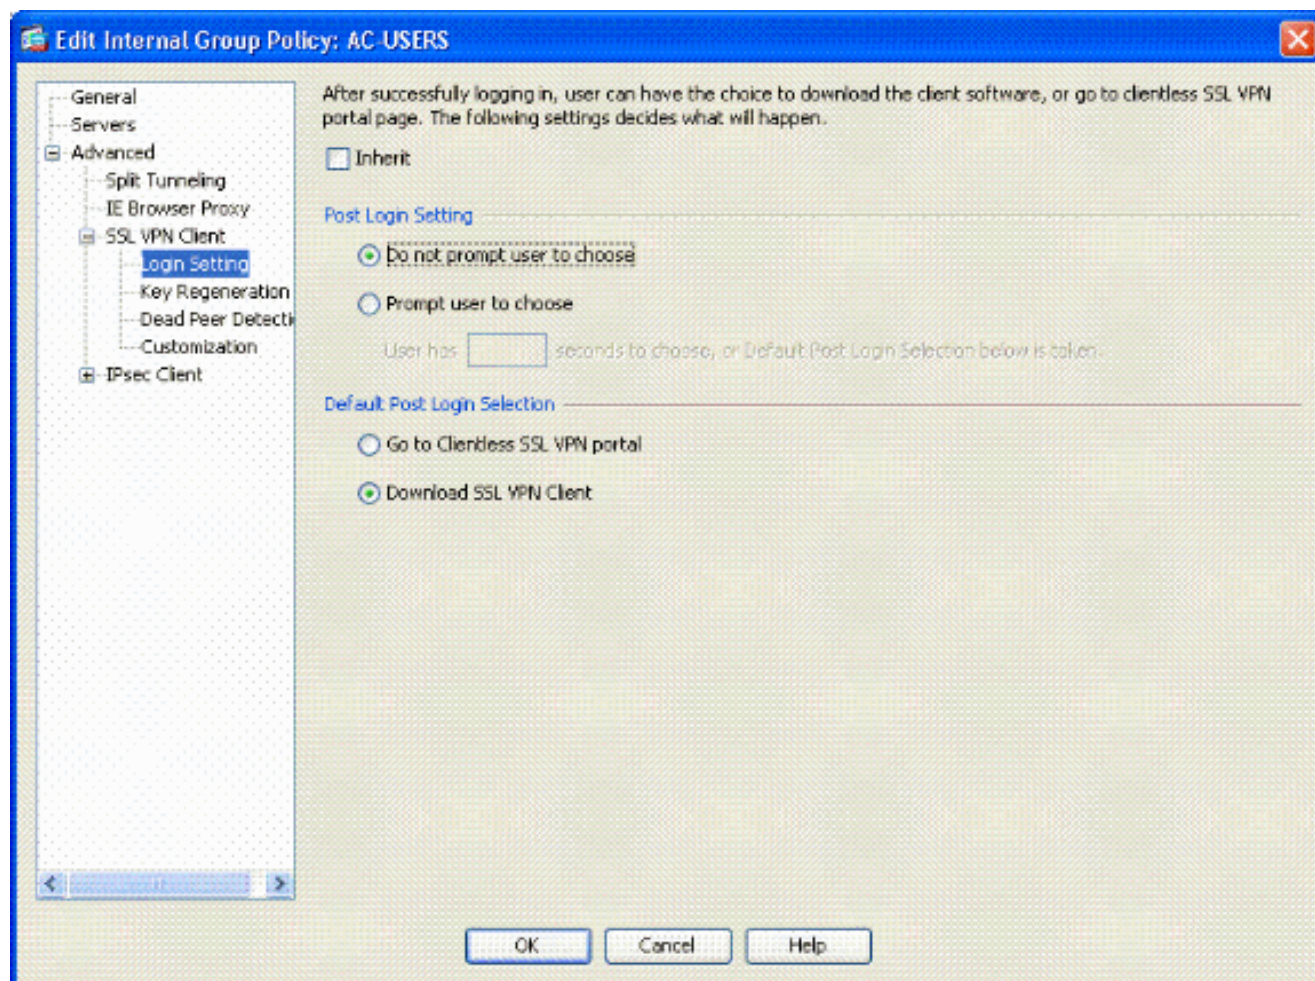 Edit Internal Group Policy: AC-USERS
General
Servers
Advanced
Split Tunneling
IE Browser Proxy
SSL VPN Client
Login Setting
Key Regeneration
Dead Peer Detecti
Customization
IPsec Client
After successfully logging in, user can have the choice to download the client software, or go to clientless SSL VPN
portal page. The following settings decides what will happen.
Inherit
Post Login Setting
Do not prompt user to choose
Prompt user to choose
User has seconds to choose, or Default Post Login Selection below is taken.
Default Post Login Selection
Go to Clientless SSL VPN portal
Download SSL VPN Client
OK Cancel Help